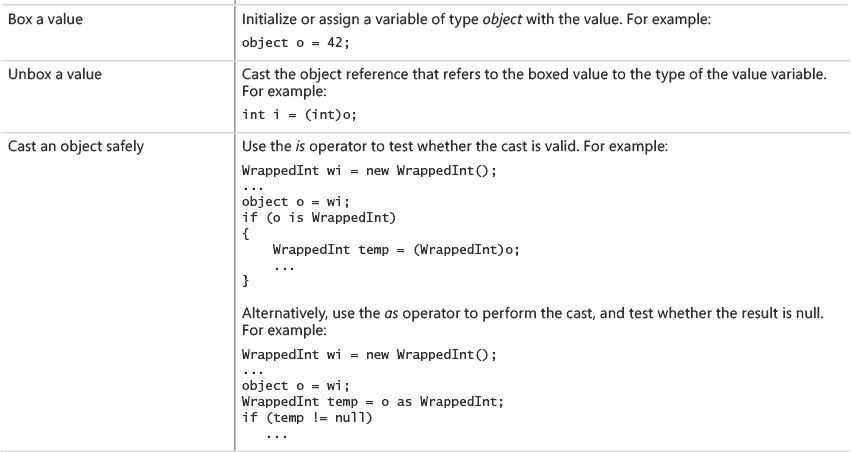 Box a value
Initialize or assign a variable of type object with the value. For example:
object o = 42;
Unbox a value
Cast the object reference that refers to the boxed value to the type of the value variable.
For example:
int i = (int)o;
Cast an object safely
Use the is operator to test whether the cast is valid. For example:
WrappedInt wi = new WrappedInt();
...
object o = wi;
if (o is WrappedInt)
{
    WrappedInt temp = (WrappedInt)o;
    ...
}
Alternatively, use the as operator to perform the cast, and test whether the result is null.
For example:
WrappedInt wi = new WrappedInt();
...
object o = wi;
WrappedInt temp = o as WrappedInt;
if (temp != null)
   ...